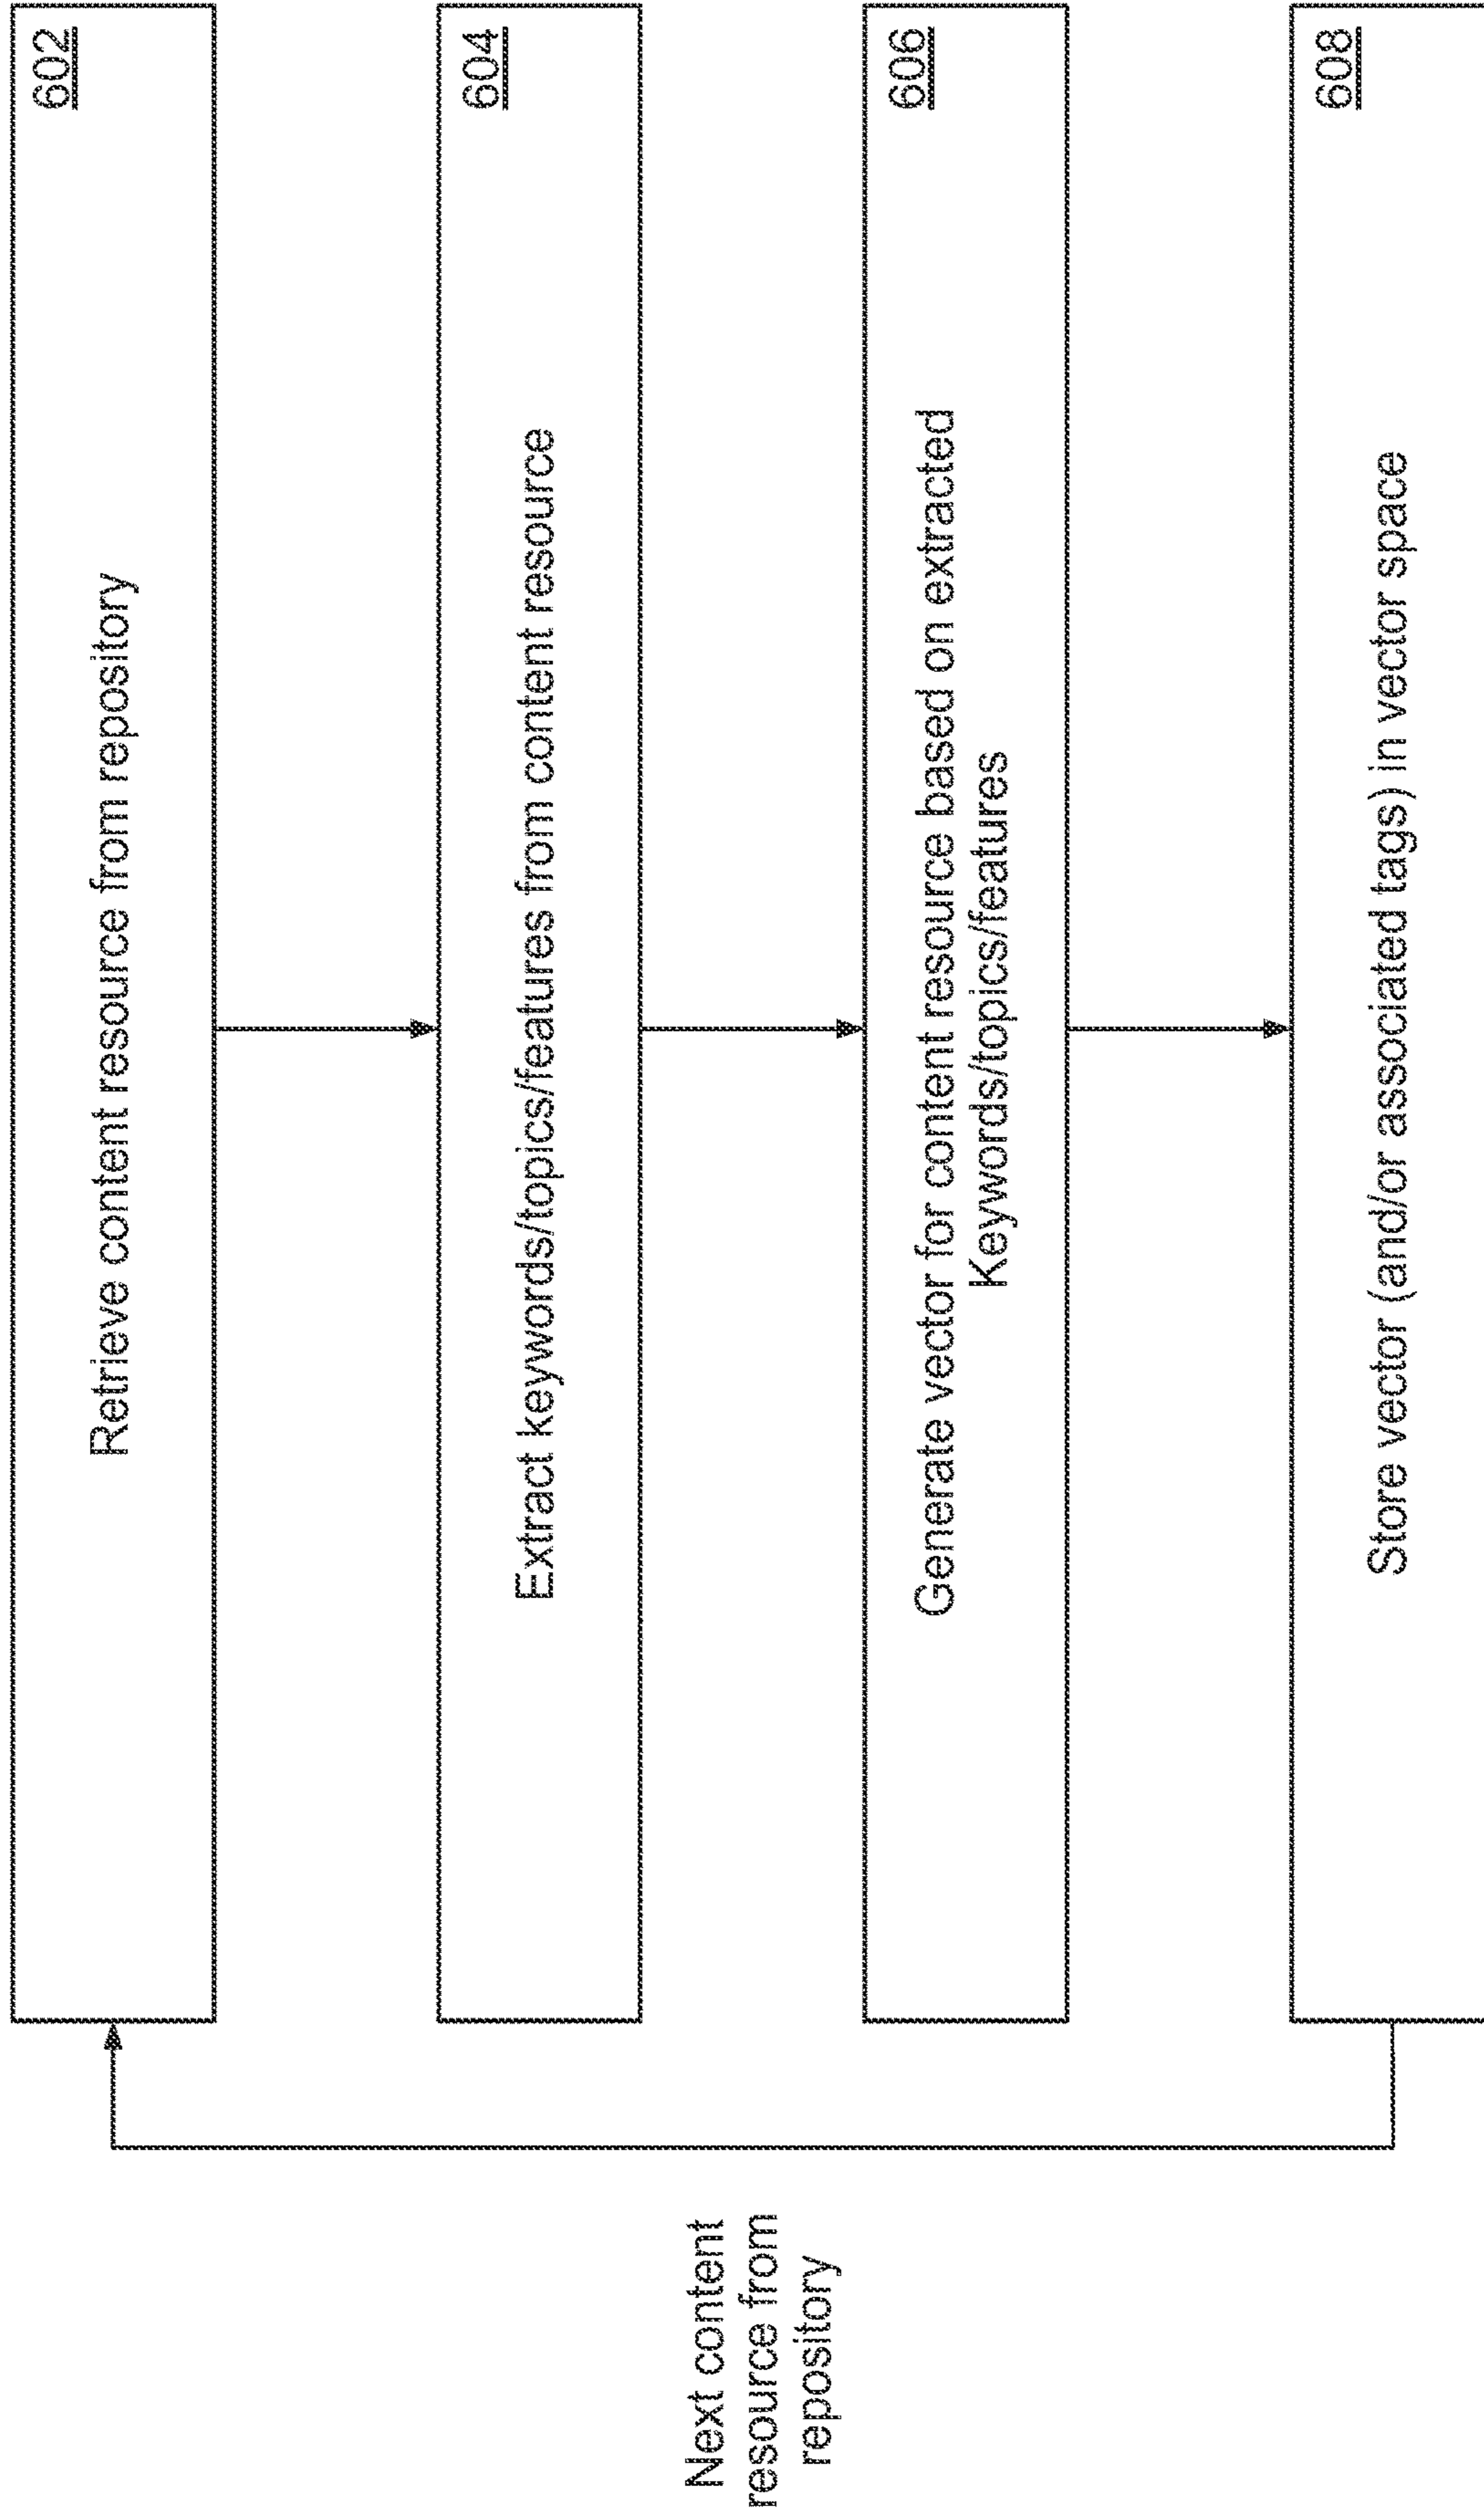 602
Retrieve content resource from repository
604
Extract keywords/topics/features from content resource
606
Generate vector for content resource based on extracted
Keywords/topics/features
608
Store vector (and/or associated tags) in vector space
Next content
resource from
repository